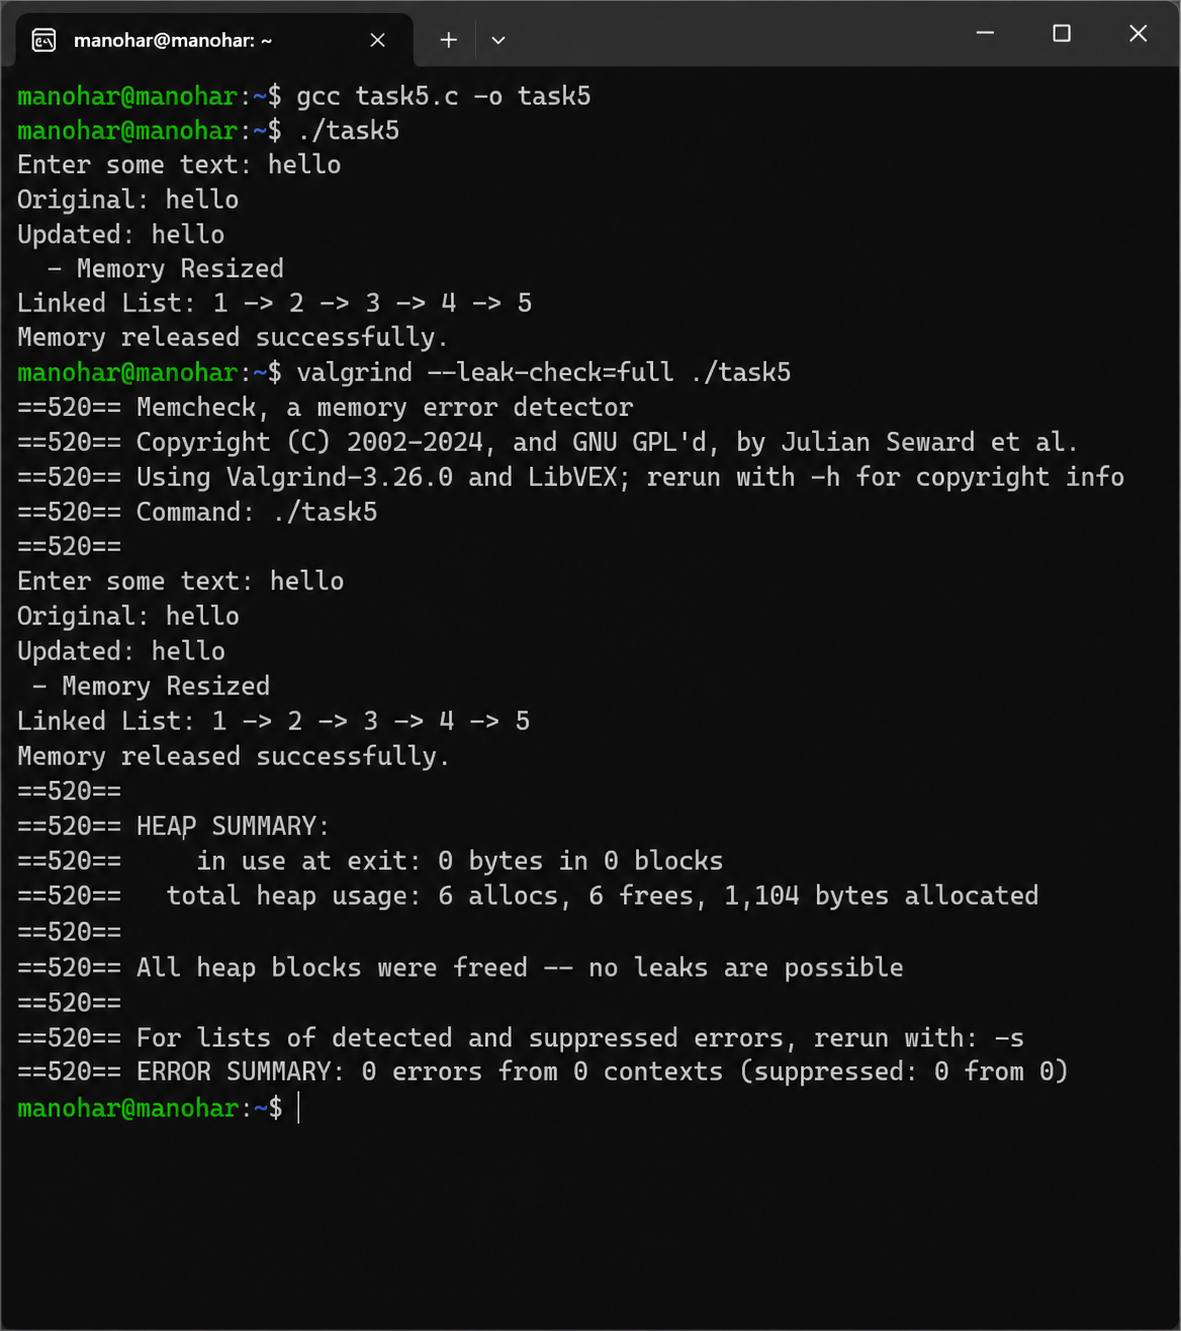 manohar@manohar: ~
manohar@manohar:~$ gcc task5.c -o task5
manohar@manohar:~$ ./task5
Enter some text: hello
Original: hello
Updated: hello
  - Memory Resized
Linked List: 1 -> 2 -> 3 -> 4 -> 5
Memory released successfully.
manohar@manohar:~$ valgrind --leak-check=full ./task5
==520== Memcheck, a memory error detector
==520== Copyright (C) 2002-2024, and GNU GPL'd, by Julian Seward et al.
==520== Using Valgrind-3.26.0 and LibVEX; rerun with -h for copyright info
==520== Command: ./task5
==520==
Enter some text: hello
Original: hello
Updated: hello
 - Memory Resized
Linked List: 1 -> 2 -> 3 -> 4 -> 5
Memory released successfully.
==520==
==520== HEAP SUMMARY:
==520==     in use at exit: 0 bytes in 0 blocks
==520==   total heap usage: 6 allocs, 6 frees, 1,104 bytes allocated
==520==
==520== All heap blocks were freed -- no leaks are possible
==520==
==520== For lists of detected and suppressed errors, rerun with: -s
==520== ERROR SUMMARY: 0 errors from 0 contexts (suppressed: 0 from 0)
manohar@manohar:~$